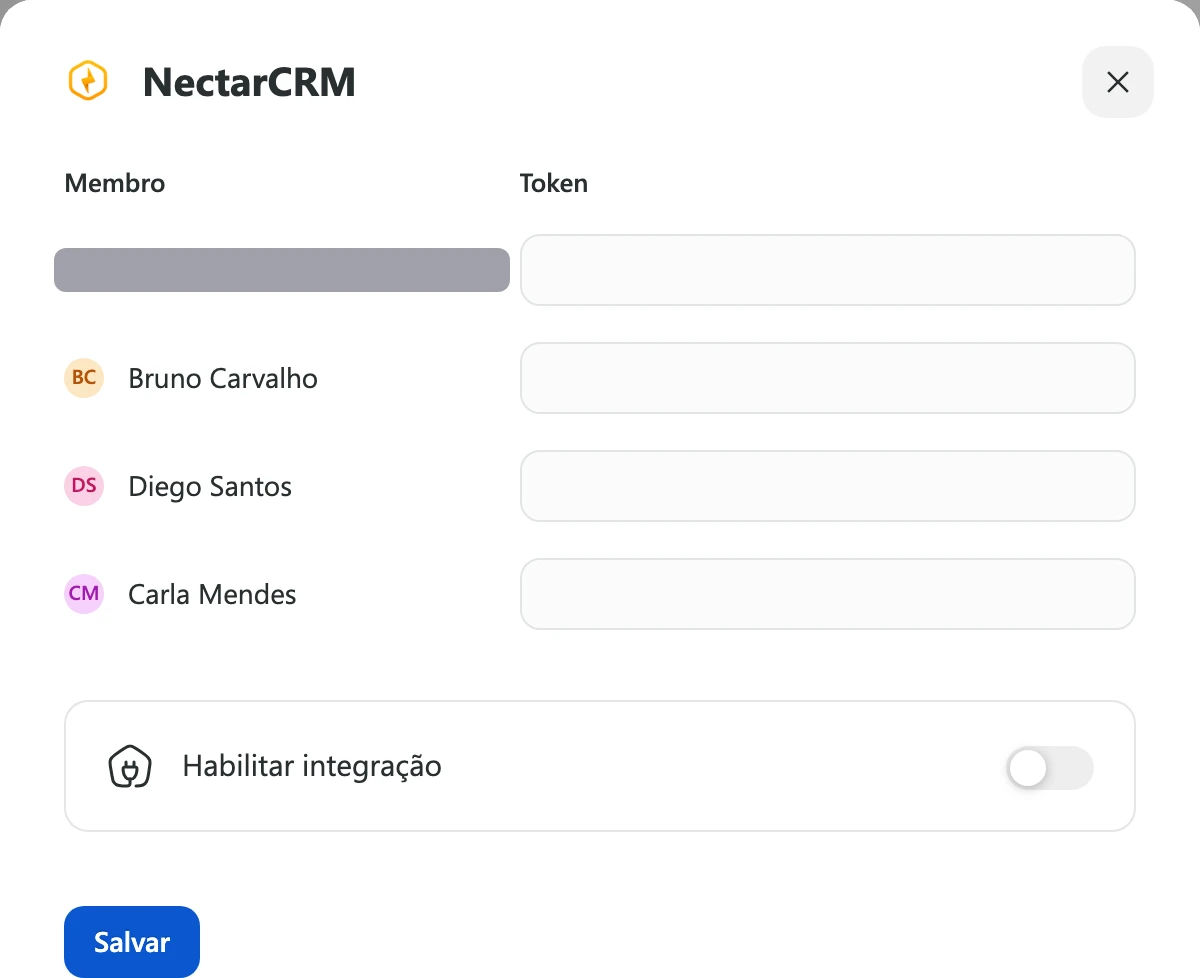 NectarCRM
Membro Token
BC Bruno Carvalho
DS Diego Santos
CM Carla Mendes
Habilitar integração
Salvar